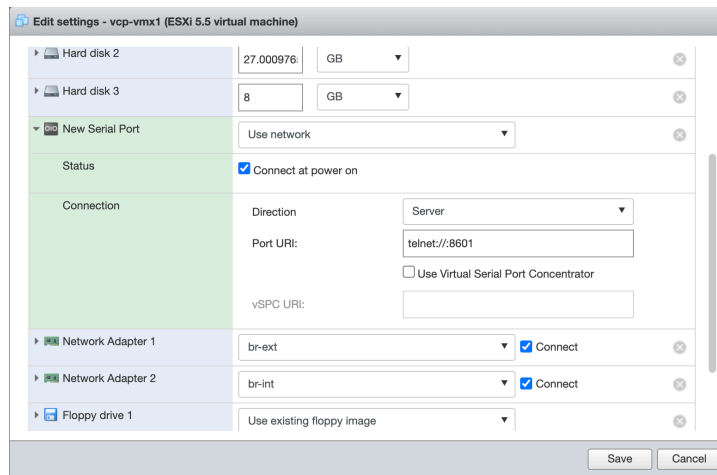 Edit settings - vcp-vmx1 (ESXi 5.5 virtual machine)
Hard disk 2 27.000976 GB
Hard disk 3 8 GB
New Serial Port Use network
Status Connect at power on
Connection Direction Server
Port URI: telnet://:8601
Use Virtual Serial Port Concentrator
vSPC URI:
Network Adapter 1 br-ext Connect
Network Adapter 2 br-int Connect
Floppy drive 1 Use existing floppy image
Save Cancel